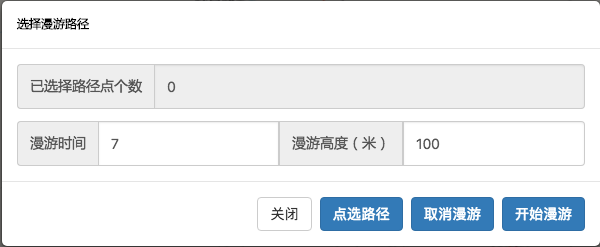 选择漫游路径
已选择路径点个数 0
漫游时间 7 漫游高度（米） 100
关闭 点选路径 取消漫游 开始漫游